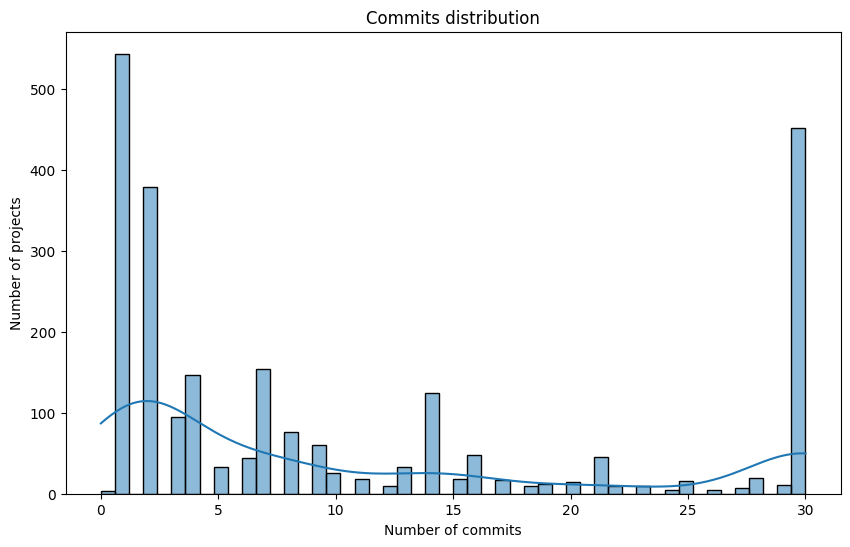 Commits distribution
Number of projects
500
400
300
200
100
0
0 5 10 15 20 25 30
Number of commits